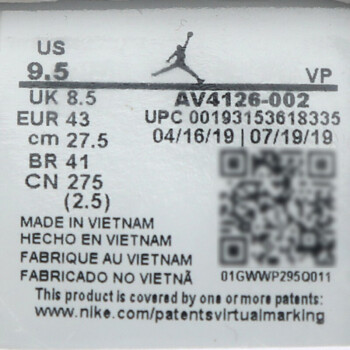 US
9.5 VP
UK 8.5 AV4126-002
EUR 43 UPC 00193153618335
cm 27.5 04/16/19 | 07/19/19
BR 41
CN 275
(2.5)
MADE IN VIETNAM
HECHO EN VIETNAM
FABRIQUE AU VIETNAM
FABRICADO NO VIETNÃ 01GWWP295Q011
This product is covered by one or more patents:
www.nike.com/patentsvirtualmarking